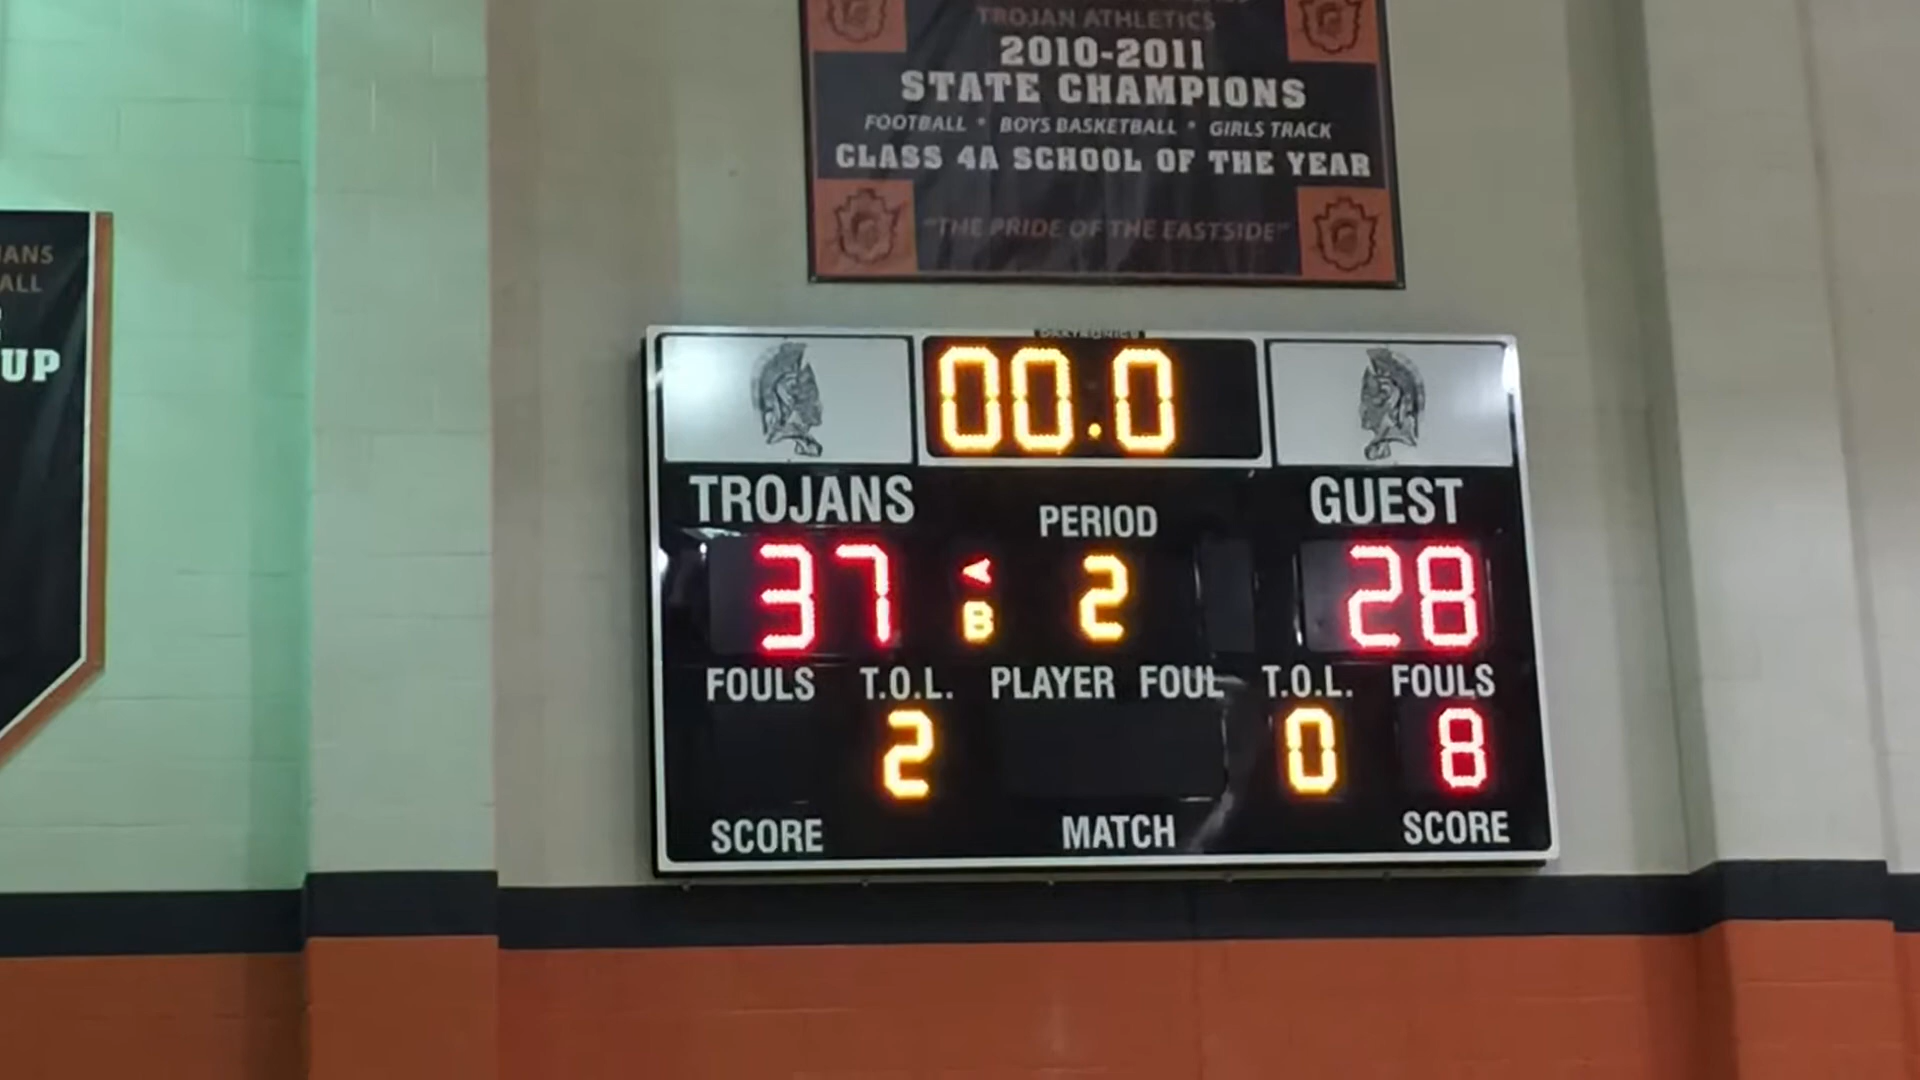 TROJAN ATHLETICS
2010-2011
STATE CHAMPIONS
FOOTBALL * BOYS BASKETBALL * GIRLS TRACK
CLASS 4A SCHOOL OF THE YEAR
"THE PRIDE OF THE EASTSIDE"
ANS
ALL
UP
DAKTRONICS
00.0
TROJANS
PERIOD
GUEST
37
B
2
28
FOULS T.O.L. PLAYER FOUL T.O.L. FOULS
2
0
8
SCORE MATCH SCORE